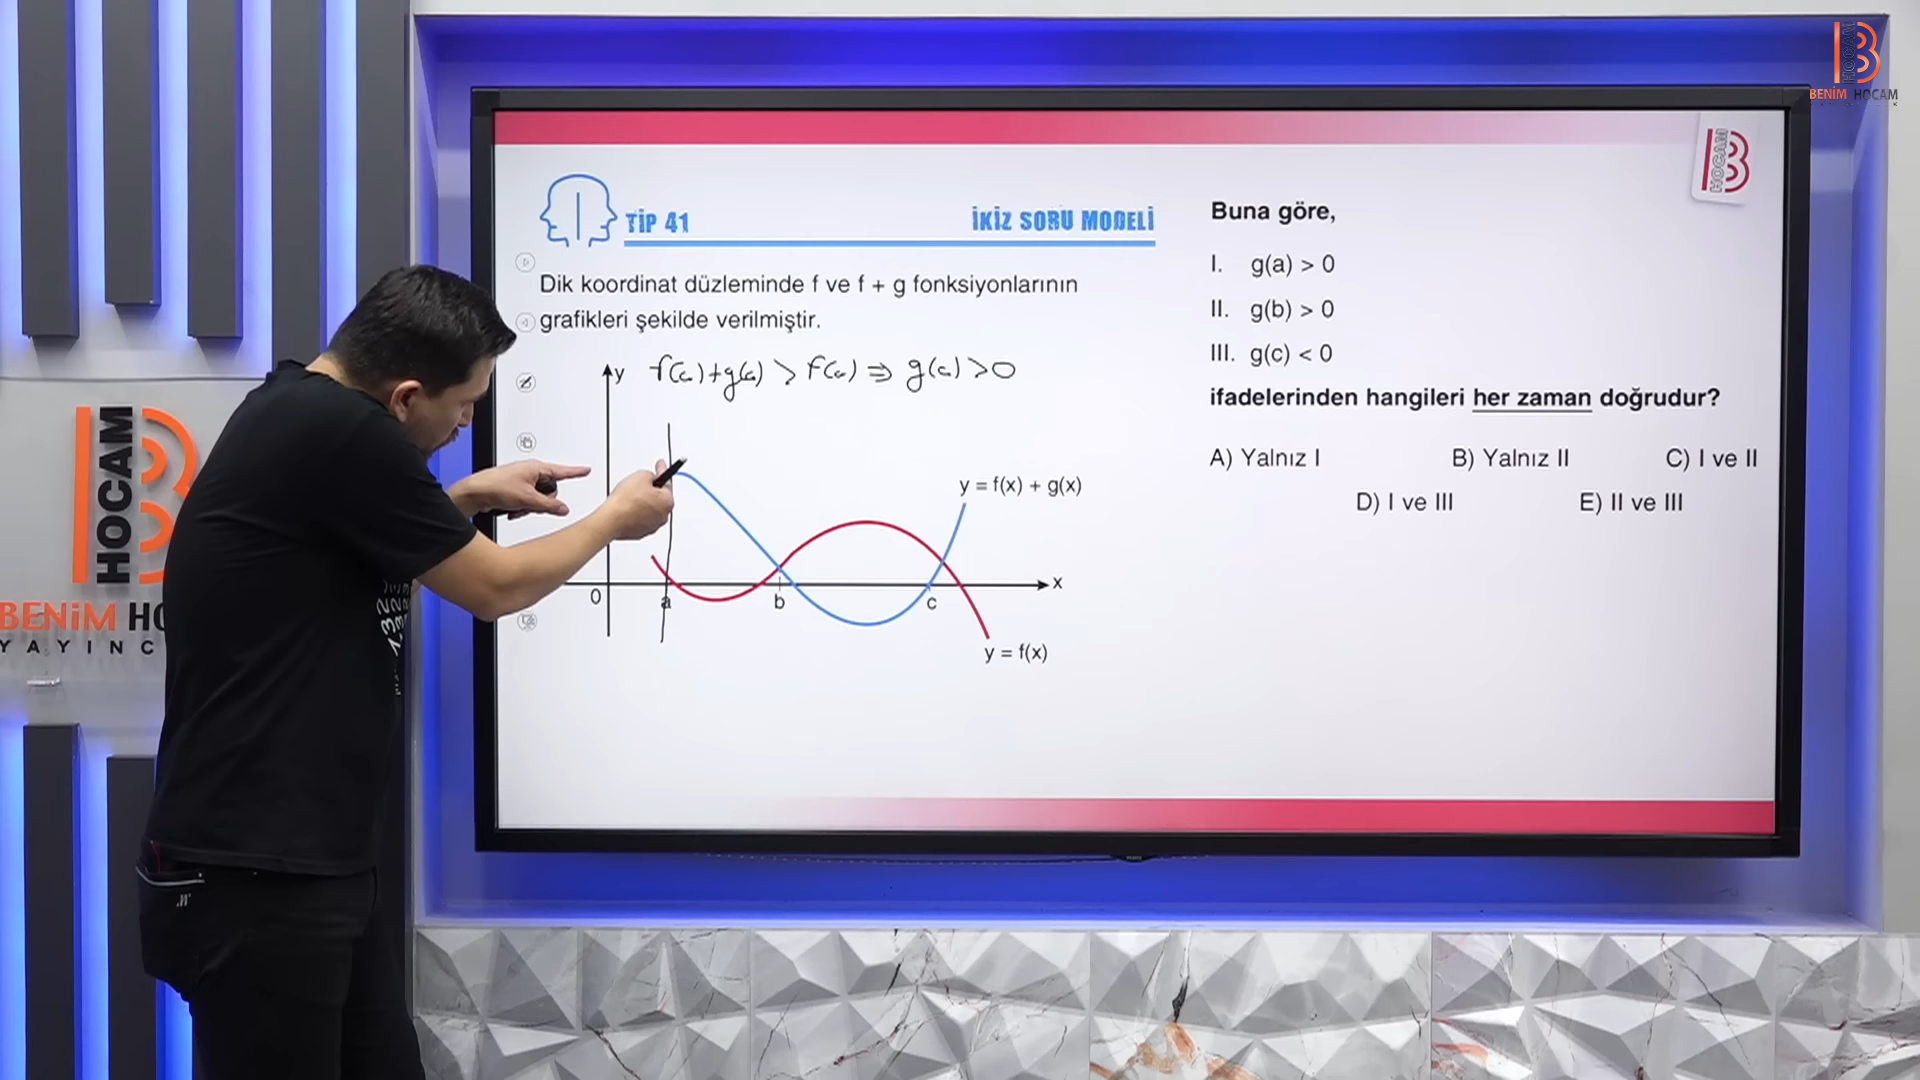 BENİM HOCAM
HOCAM
BENİM HO
YAYINC
HOCAM
TİP 41
İKİZ SORU MODELİ
Dik koordinat düzleminde f ve f + g fonksiyonlarının
grafikleri şekilde verilmiştir.
y
f(a)+g(a) > f(a) ⇒ g(a) > 0
y = f(x) + g(x)
0
a
b
c
x
y = f(x)
Buna göre,
I. g(a) > 0
II. g(b) > 0
III. g(c) < 0
ifadelerinden hangileri her zaman doğrudur?
A) Yalnız I
B) Yalnız II
C) I ve II
D) I ve III
E) II ve III